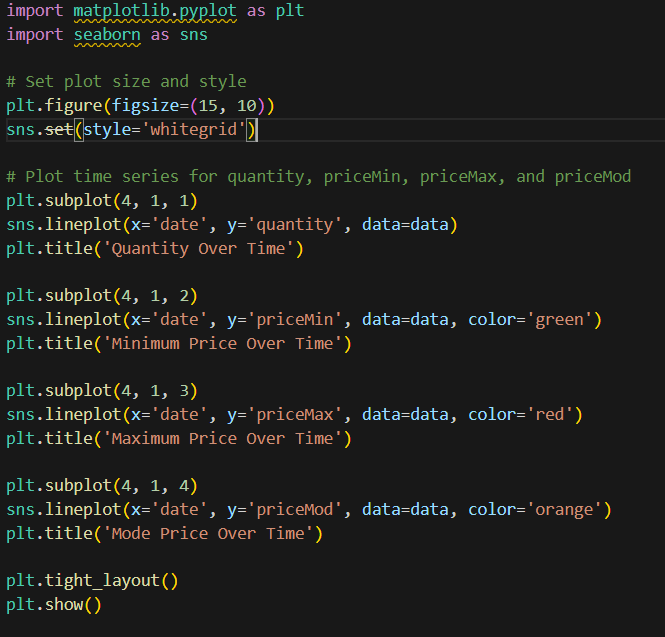 import matplotlib.pyplot as plt
import seaborn as sns
# Set plot size and style
plt.figure(figsize=(15, 10))
sns.set(style='whitegrid')
# Plot time series for quantity, priceMin, priceMax, and priceMod
plt.subplot(4, 1, 1)
sns.lineplot(x='date', y='quantity', data=data)
plt.title('Quantity Over Time')
plt.subplot(4, 1, 2)
sns.lineplot(x='date', y='priceMin', data=data, color='green')
plt.title('Minimum Price Over Time')
plt.subplot(4, 1, 3)
sns.lineplot(x='date', y='priceMax', data=data, color='red')
plt.title('Maximum Price Over Time')
plt.subplot(4, 1, 4)
sns.lineplot(x='date', y='priceMod', data=data, color='orange')
plt.title('Mode Price Over Time')
plt.tight_layout()
plt.show()